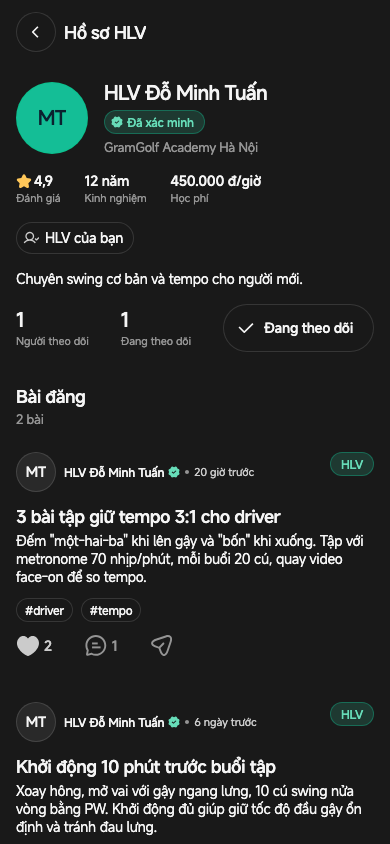 Hồ sơ HLV
MT
HLV Đỗ Minh Tuấn
Đã xác minh
GramGolf Academy Hà Nội
4,9
12 năm
450.000 đ/giờ
Đánh giá
Kinh nghiệm
Học phí
HLV của bạn
Chuyên swing cơ bản và tempo cho người mới.
1
1
Người theo dõi
Đang theo dõi
Đang theo dõi
Bài đăng
2 bài
MT
HLV Đỗ Minh Tuấn • 20 giờ trước
HLV
3 bài tập giữ tempo 3:1 cho driver
Đếm "một-hai-ba" khi lên gậy và "bốn" khi xuống. Tập với
metronome 70 nhịp/phút, mỗi buổi 20 cú, quay video
face-on để so tempo.
#driver
#tempo
2
1
MT
HLV Đỗ Minh Tuấn • 6 ngày trước
HLV
Khởi động 10 phút trước buổi tập
Xoay hông, mở vai với gậy ngang lưng, 10 cú swing nửa
vòng bằng PW. Khởi động đủ giúp giữ tốc độ đầu gậy ổn
định và tránh đau lưng.